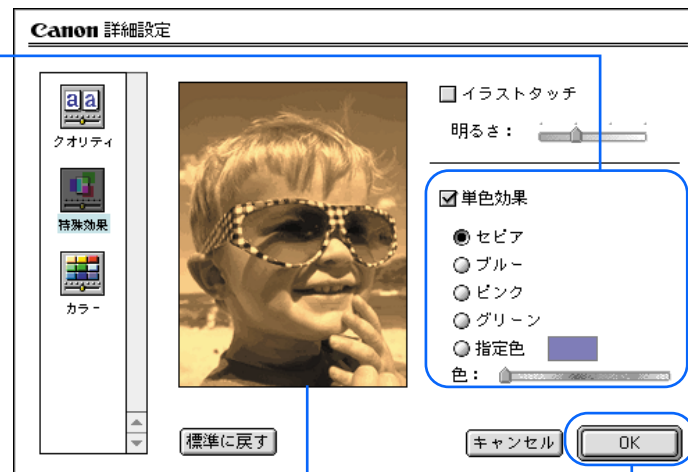 Canon 詳細設定
クオリティ
特殊効果
カラー
イラストタッチ
明るさ：
単色効果
セピア
ブルー
ピンク
グリーン
指定色
色：
標準に戻す
キャンセル
OK